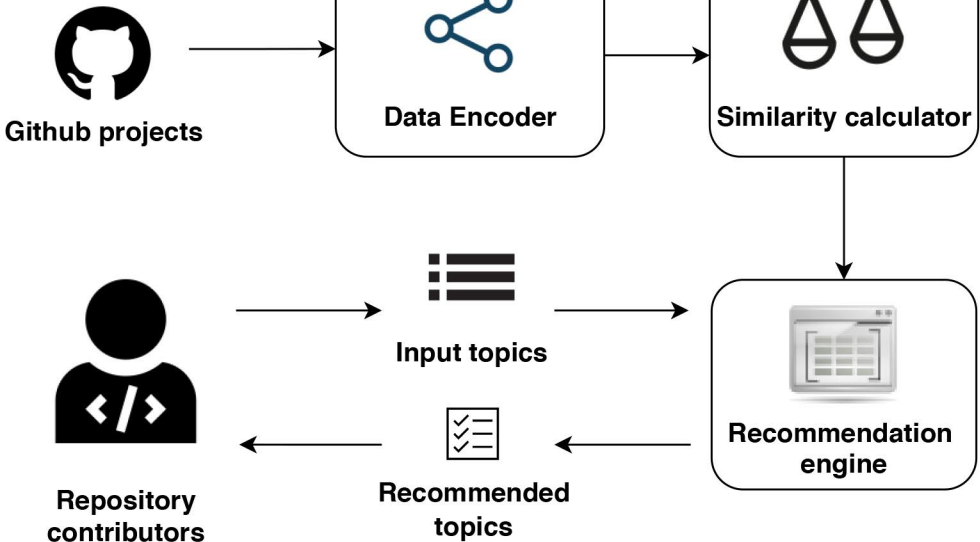 Github projects
Data Encoder
Similarity calculator
Input topics
Recommendation
engine
Repository
contributors
Recommended
topics